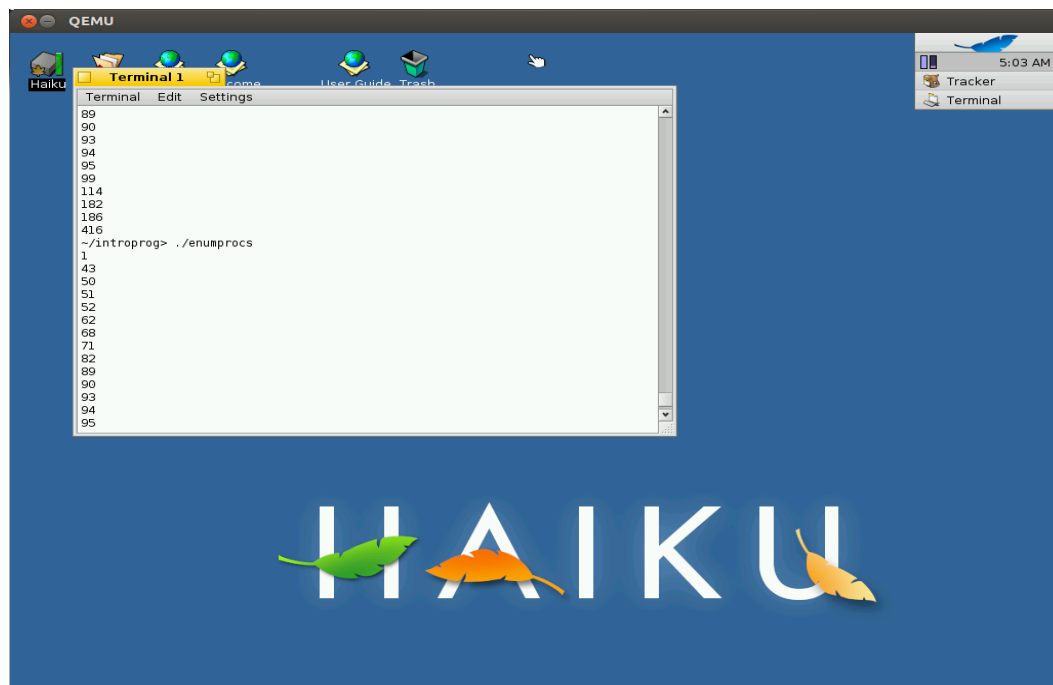 QEMU
5:03 AM
Tracker
Terminal
Haiku
come
User Guide Trash
Terminal 1
Terminal Edit Settings
89
90
93
94
95
99
114
182
186
416
~/introprog> ./enumprocs
1
43
50
51
52
62
68
71
82
89
90
93
94
95
HAIKU